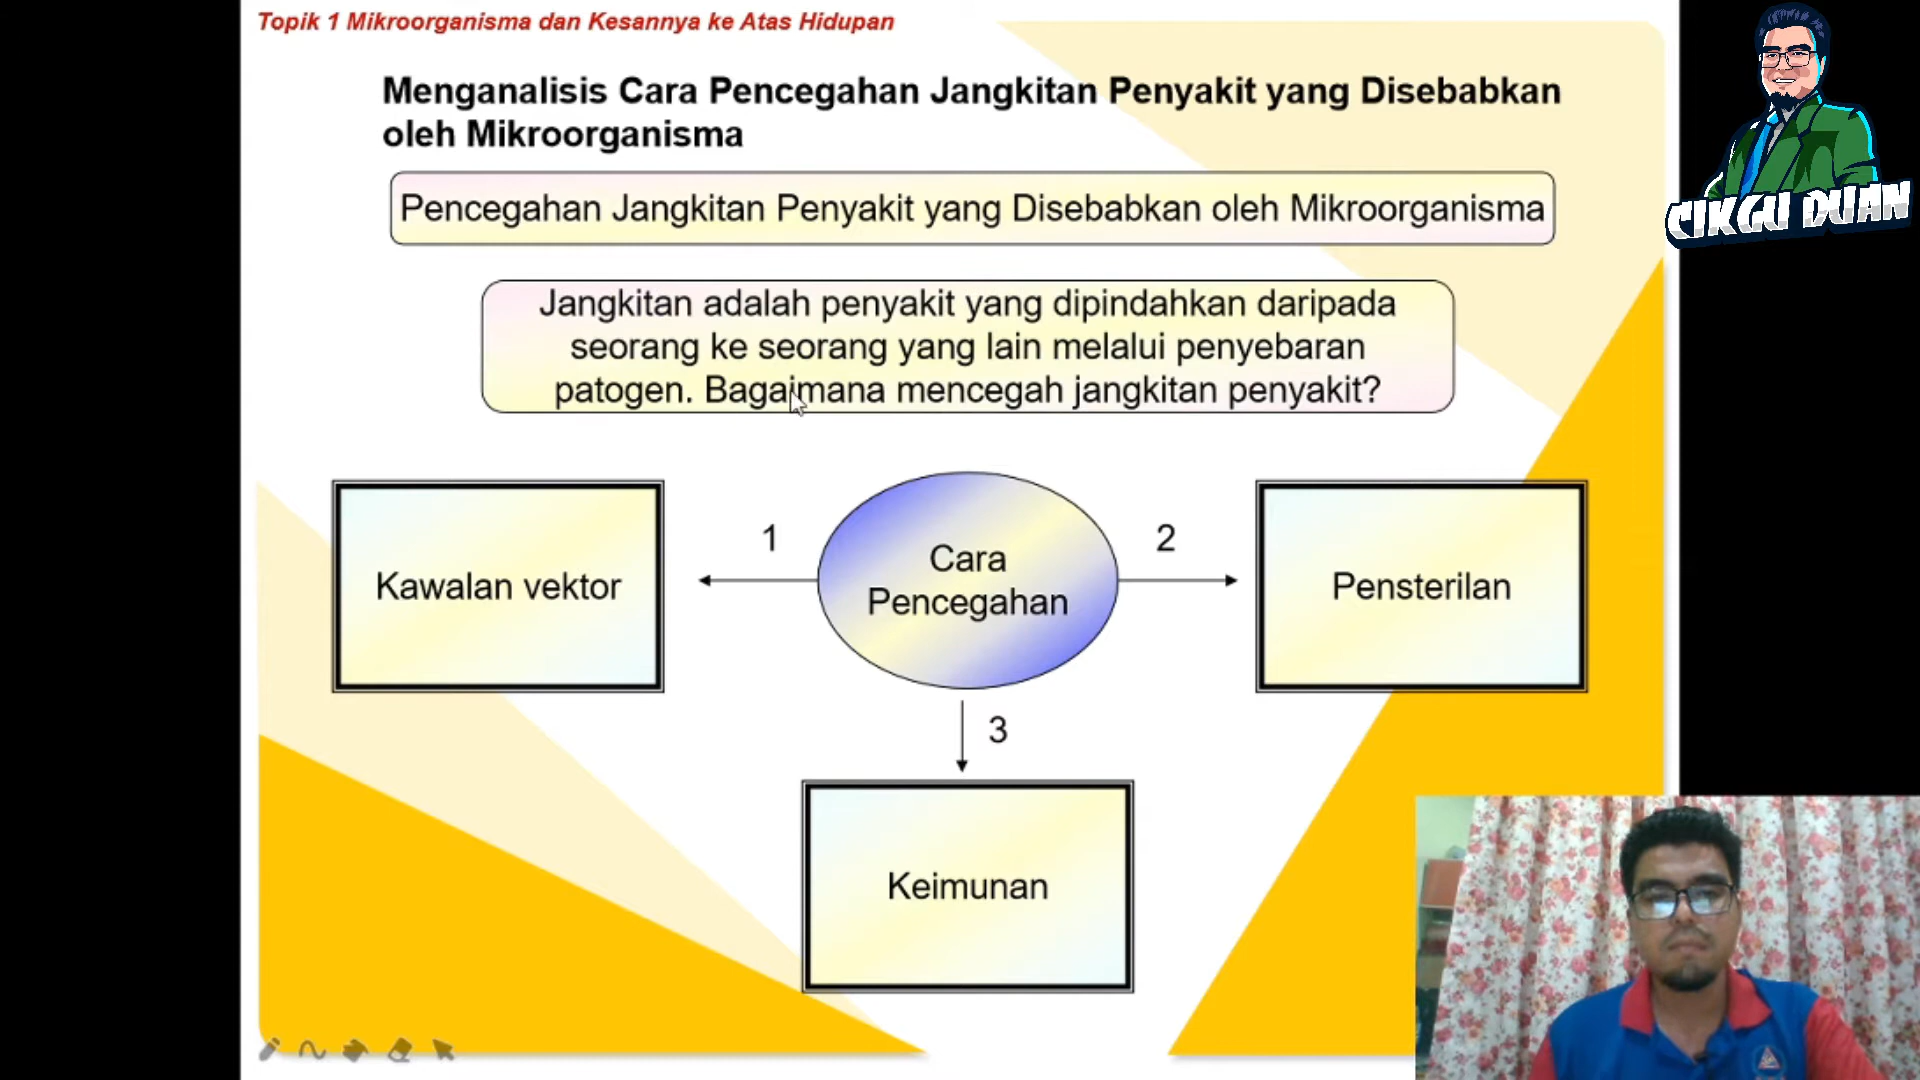 Topik 1 Mikroorganisma dan Kesannya ke Atas Hidupan
Menganalisis Cara Pencegahan Jangkitan Penyakit yang Disebabkan
oleh Mikroorganisma
CIKGU DUAN
Pencegahan Jangkitan Penyakit yang Disebabkan oleh Mikroorganisma
Jangkitan adalah penyakit yang dipindahkan daripada
seorang ke seorang yang lain melalui penyebaran
patogen. Bagaimana mencegah jangkitan penyakit?
Cara
Pencegahan
1
Kawalan vektor
2
Pensterilan
3
Keimunan